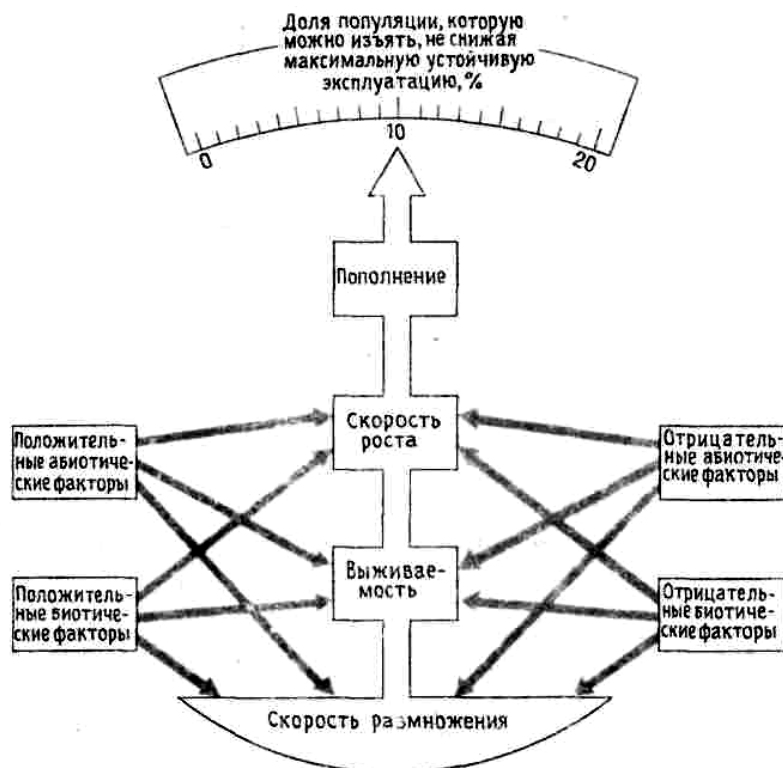 Доля популяции, которую
можно изъять, не снижая
максимальную устойчивую
эксплуатацию, %
0
10
20
Пополнение
Скорость
роста
Положитель-
ные абиотиче-
ские факторы
Отрицатель-
ные абиотиче-
ские факторы
Выживае-
мость
Положитель-
ные биотиче-
ские факторы
Отрицатель-
ные биотиче-
ские факторы
Скорость размножения